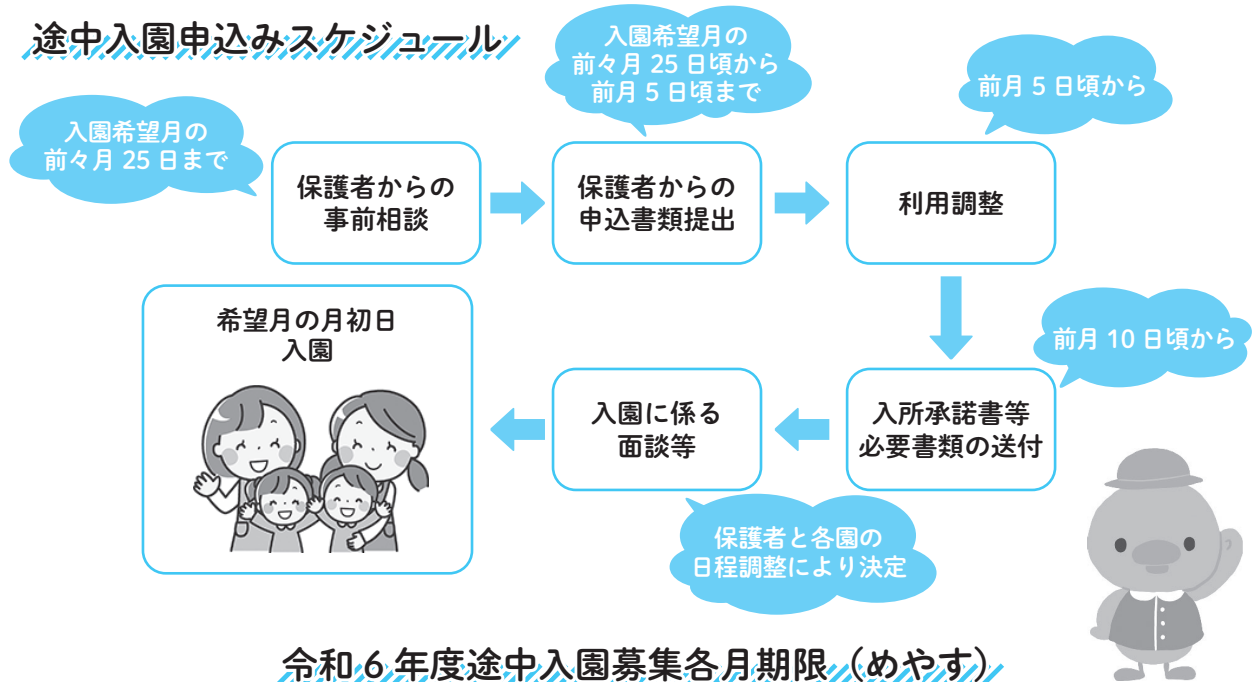 途中入園申込みスケジュール
入園希望月の
前々月 25 日まで
保護者からの
事前相談
入園希望月の
前々月 25 日頃から
前月 5 日頃まで
保護者からの
申込書類提出
前月 5 日頃から
利用調整
前月 10 日頃から
入所承諾書等
必要書類の送付
入園に係る
面談等
保護者と各園の
日程調整により決定
希望月の月初日
入園
令和 6 年度途中入園募集各月期限（めやす）